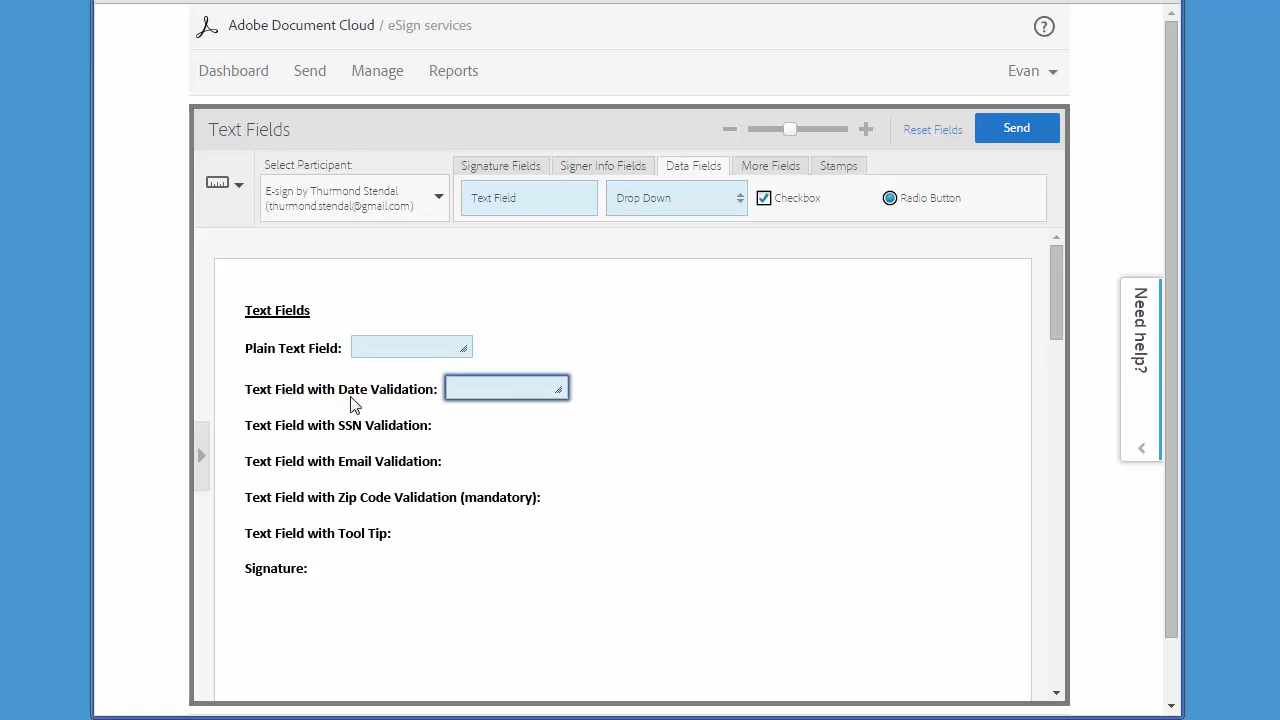 Adobe Document Cloud / eSign services
?
Dashboard Send Manage Reports Evan
Text Fields
Reset Fields
Send
Select Participant:
E-sign by Thurmond Stendal
(thurmond.stendal@gmail.com)
Signature Fields Signer Info Fields Data Fields More Fields Stamps
Text Field Drop Down Checkbox Radio Button
Need help?
Text Fields
Plain Text Field:
Text Field with Date Validation:
Text Field with SSN Validation:
Text Field with Email Validation:
Text Field with Zip Code Validation (mandatory):
Text Field with Tool Tip:
Signature: